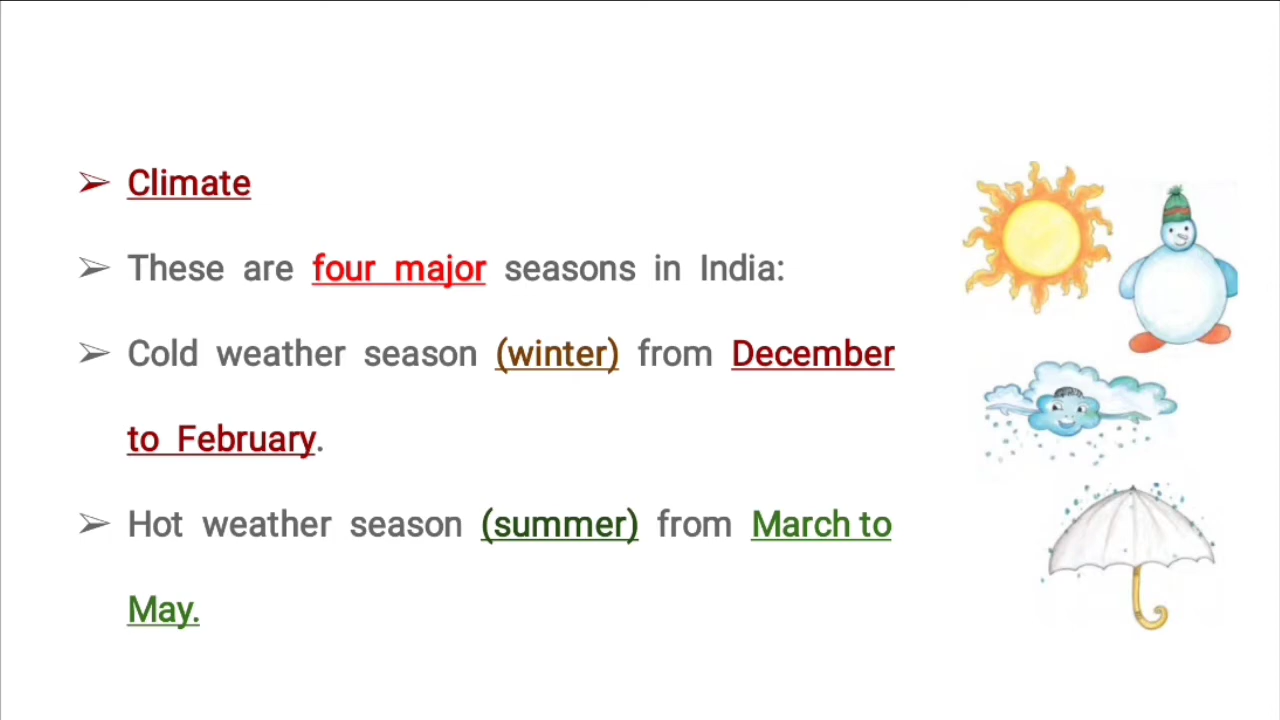 ➢ Climate
➢ These are four major seasons in India:
➢ Cold weather season (winter) from December
to February.
➢ Hot weather season (summer) from March to
May.